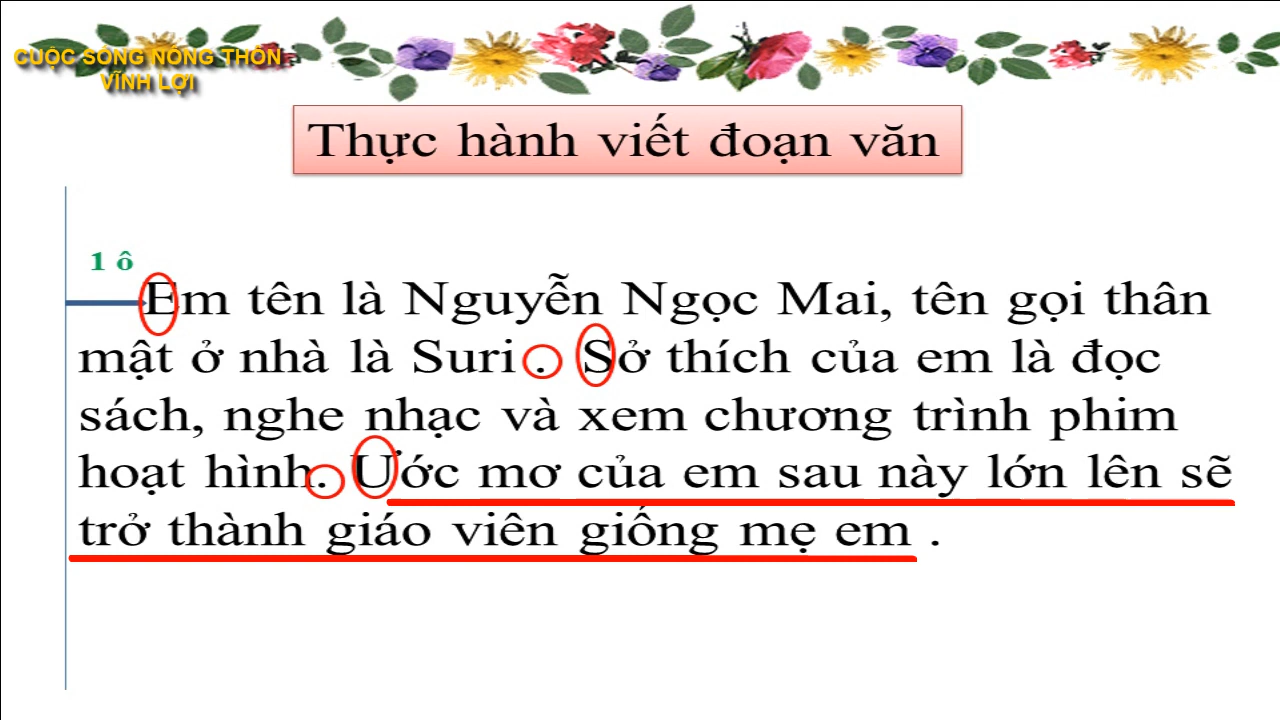 CUỘC SỐNG NÔNG THÔN
VĨNH LỢI
Thực hành viết đoạn văn
1 ô
Em tên là Nguyễn Ngọc Mai, tên gọi thân
mật ở nhà là Suri . Sở thích của em là đọc
sách, nghe nhạc và xem chương trình phim
hoạt hình. Ước mơ của em sau này lớn lên sẽ
trở thành giáo viên giống mẹ em .